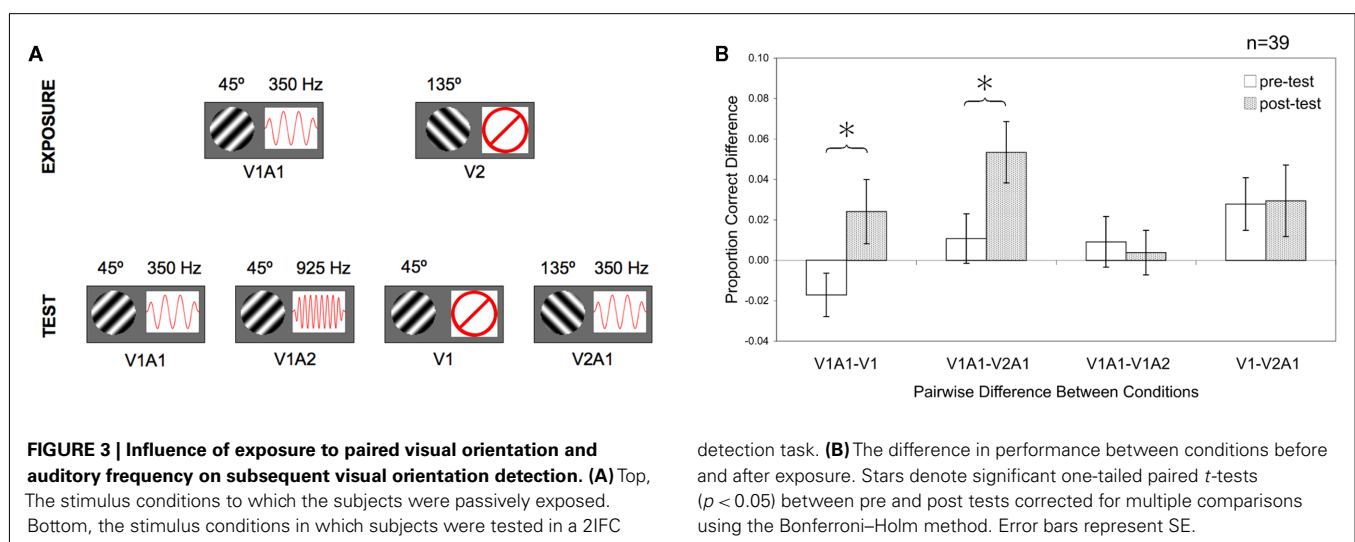 A
EXPOSURE
45º 350 Hz
135º
V1A1
V2
TEST
45º 350 Hz
45º 925 Hz
45º
135º 350 Hz
V1A1
V1A2
V1
V2A1
B
n=39
pre-test
post-test
Proportion Correct Difference
0.10
0.08
0.06
0.04
0.02
0.00
-0.02
-0.04
*
*
V1A1-V1
V1A1-V2A1
V1A1-V1A2
V1-V2A1
Pairwise Difference Between Conditions
FIGURE 3 | Influence of exposure to paired visual orientation and
auditory frequency on subsequent visual orientation detection. (A) Top,
The stimulus conditions to which the subjects were passively exposed.
Bottom, the stimulus conditions in which subjects were tested in a 2IFC
detection task. (B) The difference in performance between conditions before
and after exposure. Stars denote significant one-tailed paired t-tests
(p < 0.05) between pre and post tests corrected for multiple comparisons
using the Bonferroni–Holm method. Error bars represent SE.